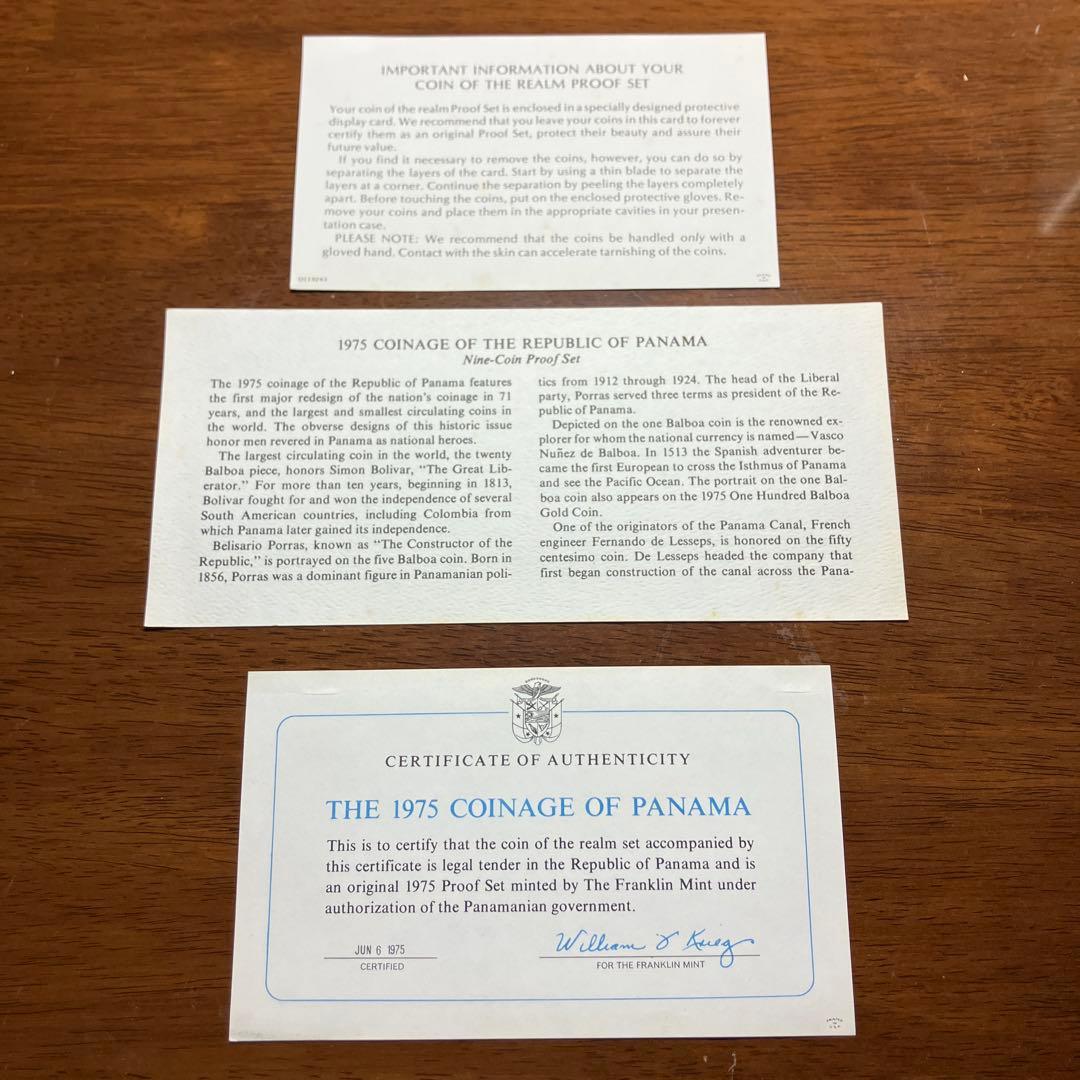 IMPORTANT INFORMATION ABOUT YOUR
COIN OF THE REALM PROOF SET
Your coin of the realm Proof Set is enclosed in a specially designed protective
display card. We recommend that you leave your coins in this card to forever
certify them as an original Proof Set, protect their beauty and assure their
future value.
If you find it necessary to remove the coins, however, you can do so by
separating the layers of the card. Start by using a thin blade to separate the
layers at a corner. Continue the separation by peeling the layers completely
apart. Before touching the coins, put on the enclosed protective gloves. Re-
move your coins and place them in the appropriate cavities in your presen-
tation case.
PLEASE NOTE: We recommend that the coins be handled only with a
gloved hand. Contact with the skin can accelerate tarnishing of the coins.
1975 COINAGE OF THE REPUBLIC OF PANAMA
Nine-Coin Proof Set
The 1975 coinage of the Republic of Panama features
the first major redesign of the nation's coinage in 71
years, and the largest and smallest circulating coins in
the world. The obverse designs of this historic issue
honor men revered in Panama as national heroes.
The largest circulating coin in the world, the twenty
Balboa piece, honors Simon Bolivar, "The Great Lib-
erator." For more than ten years, beginning in 1813,
Bolivar fought for and won the independence of several
South American countries, including Colombia from
which Panama later gained its independence.
Belisario Porras, known as "The Constructor of the
Republic," is portrayed on the five Balboa coin. Born in
1856, Porras was a dominant figure in Panamanian poli-
tics from 1912 through 1924. The head of the Liberal
party, Porras served three terms as president of the Re-
public of Panama.
Depicted on the one Balboa coin is the renowned ex-
plorer for whom the national currency is named—Vasco
Nuñez de Balboa. In 1513 the Spanish adventurer be-
came the first European to cross the Isthmus of Panama
and see the Pacific Ocean. The portrait on the one Bal-
boa coin also appears on the 1975 One Hundred Balboa
Gold Coin.
One of the originators of the Panama Canal, French
engineer Fernando de Lesseps, is honored on the fifty
centesimo coin. De Lesseps headed the company that
first began construction of the canal across the Pana-
CERTIFICATE OF AUTHENTICITY
THE 1975 COINAGE OF PANAMA
This is to certify that the coin of the realm set accompanied by
this certificate is legal tender in the Republic of Panama and is
an original 1975 Proof Set minted by The Franklin Mint under
authorization of the Panamanian government.
JUN 6 1975
CERTIFIED
William Krieg
FOR THE FRANKLIN MINT